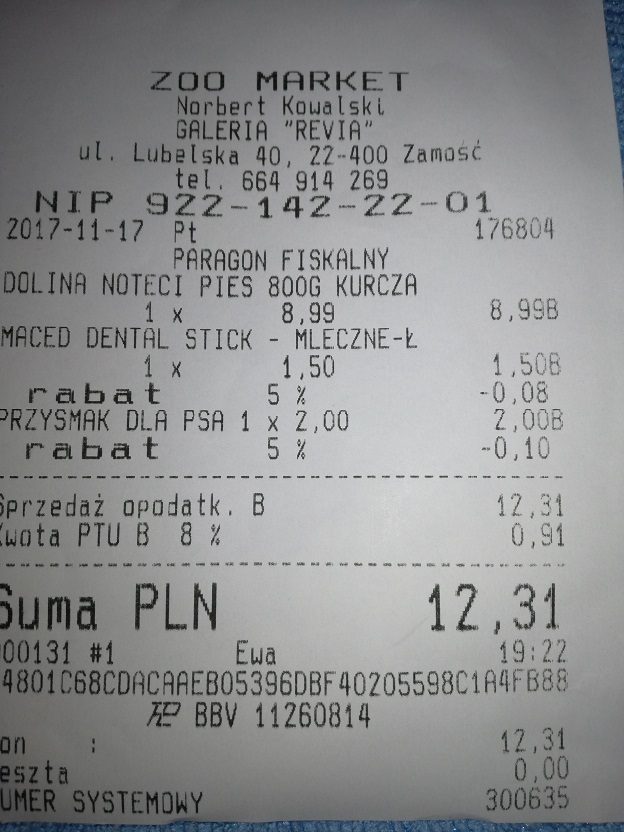 ZOO MARKET
Norbert Kowalski
GALERIA "REVIA"
ul. Lubelska 40, 22-400 Zamość
tel. 664 914 269
NIP 922-142-22-01
2017-11-17 Pt 176804
PARAGON FISKALNY
DOLINA NOTECI PIES 800G KURCZA
1 x 8,99 8,99B
MACED DENTAL STICK - MLECZNE-Ł
1 x 1,50 1,50B
rabat 5 % -0,08
PRZYSMAK DLA PSA 1 x 2,00 2,00B
rabat 5 % -0,10
Sprzedaż opodatk. B 12,31
Kwota PTU B 8 % 0,91
Suma PLN 12,31
000131 #1 Ewa 19:22
4801C68CDACAAEB05396DBF40205598C1A4FB88
BBV 11260814
on : 12,31
eszta 0,00
UMER SYSTEMOWY 300635